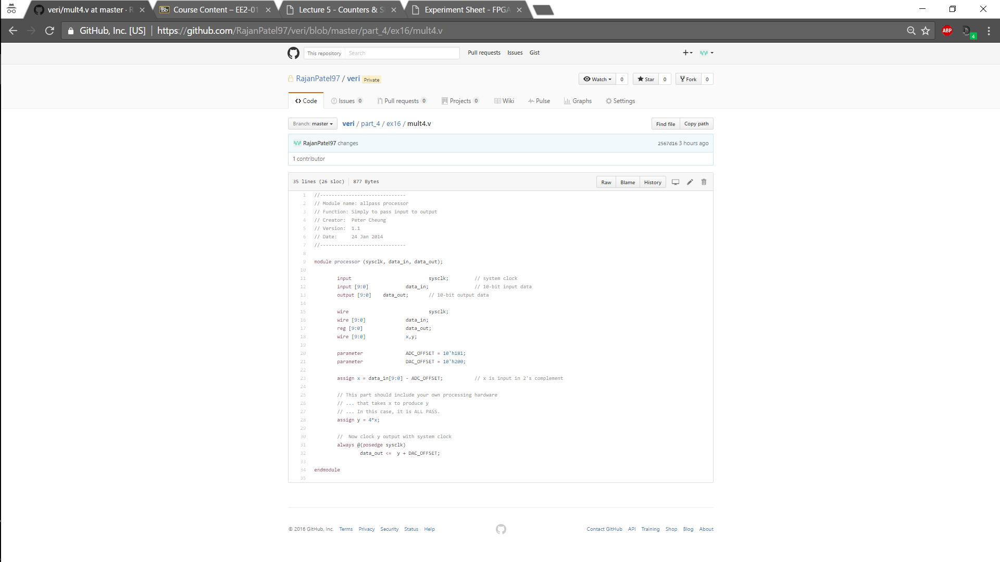 veri/mult4.v at master · R
Course Content – EE2-01
Lecture 5 - Counters & S
Experiment Sheet - FPGA
GitHub, Inc. [US]
https://github.com/RajanPatel97/veri/blob/master/part_4/ex16/mult4.v
ABP
4
This repository Search Pull requests Issues Gist
RajanPatel97 / veri Private
Watch 0 Star 0 Fork 0
Code Issues 0 Pull requests 0 Projects 0 Wiki Pulse Graphs Settings
Branch: master veri / part_4 / ex16 / mult4.v Find file Copy path
RajanPatel97 changes 2567d16 3 hours ago
1 contributor
35 lines (26 sloc) 877 Bytes Raw Blame History
1 //------------------------------
2 // Module name: allpass processor
3 // Function: Simply to pass input to output
4 // Creator:  Peter Cheung
5 // Version:  1.1
6 // Date:     24 Jan 2014
7 //------------------------------
8
9 module processor (sysclk, data_in, data_out);
10
11 input sysclk; // system clock
12 input [9:0] data_in; // 10-bit input data
13 output [9:0] data_out; // 10-bit output data
14
15 wire sysclk;
16 wire [9:0] data_in;
17 reg [9:0] data_out;
18 wire [9:0] x,y;
19
20 parameter ADC_OFFSET = 10'h181;
21 parameter DAC_OFFSET = 10'h200;
22
23 assign x = data_in[9:0] - ADC_OFFSET; // x is input in 2's complement
24
25 // This part should include your own processing hardware
26 // ... that takes x to produce y
27 // ... In this case, it is ALL PASS.
28 assign y = 4*x;
29
30 //  Now clock y output with system clock
31 always @(posedge sysclk)
32 data_out <=  y + DAC_OFFSET;
33
34 endmodule
35
© 2016 GitHub, Inc. Terms Privacy Security Status Help Contact GitHub API Training Shop Blog About